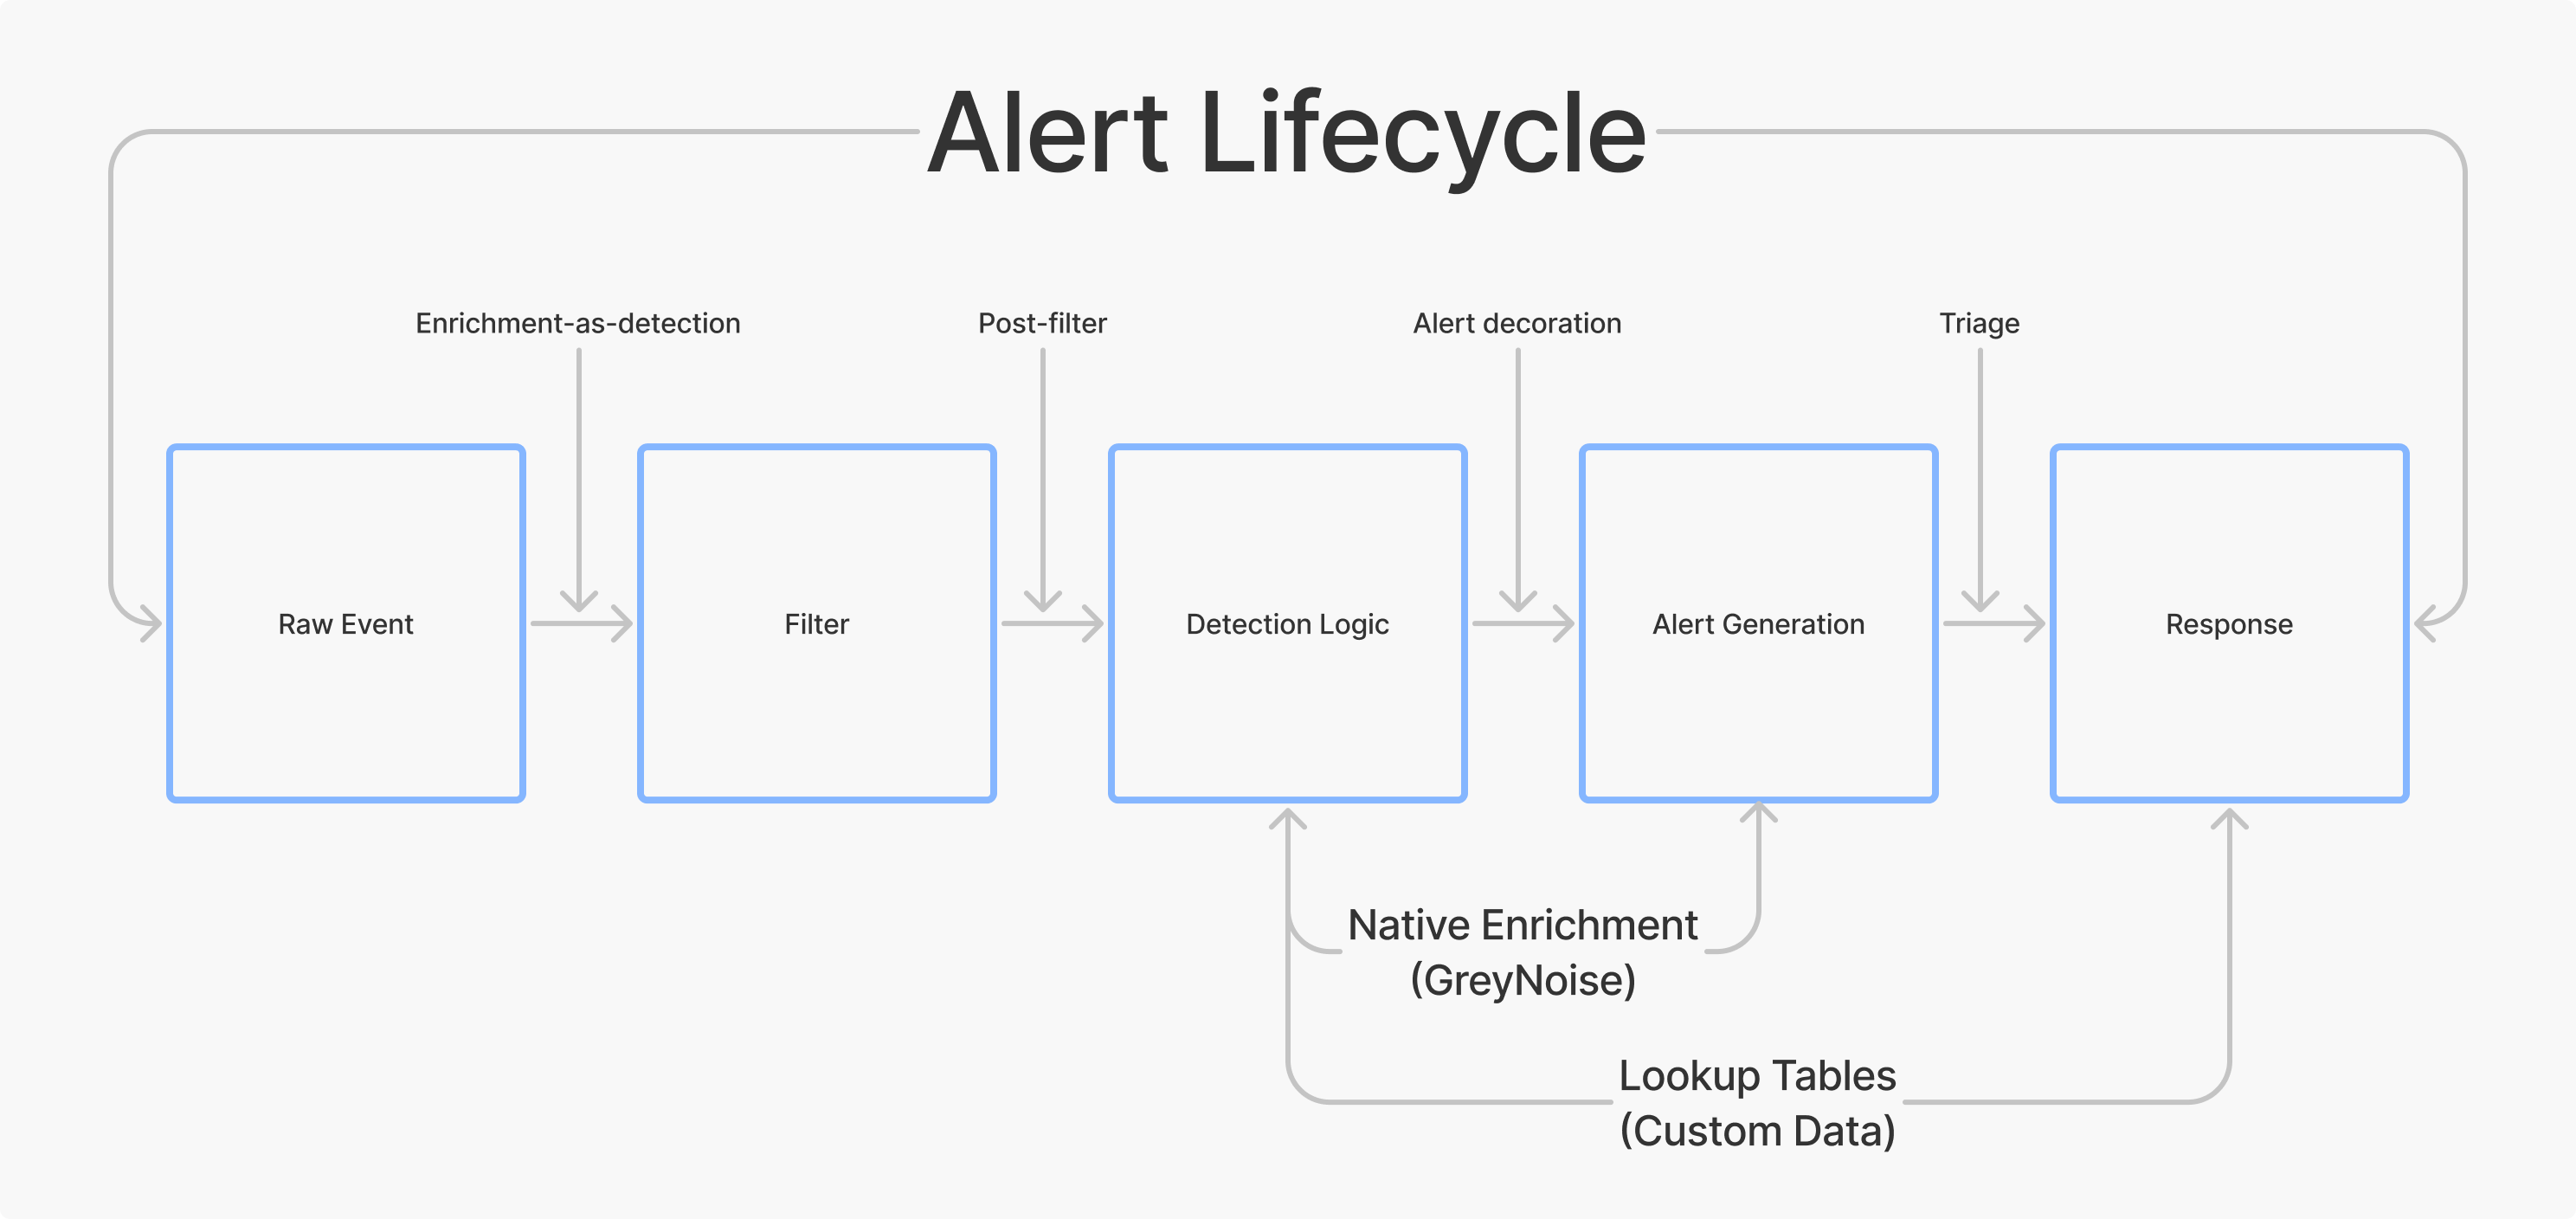 Alert Lifecycle
Enrichment-as-detection
Post-filter
Alert decoration
Triage
Raw Event
Filter
Detection Logic
Alert Generation
Response
Native Enrichment
(GreyNoise)
Lookup Tables
(Custom Data)